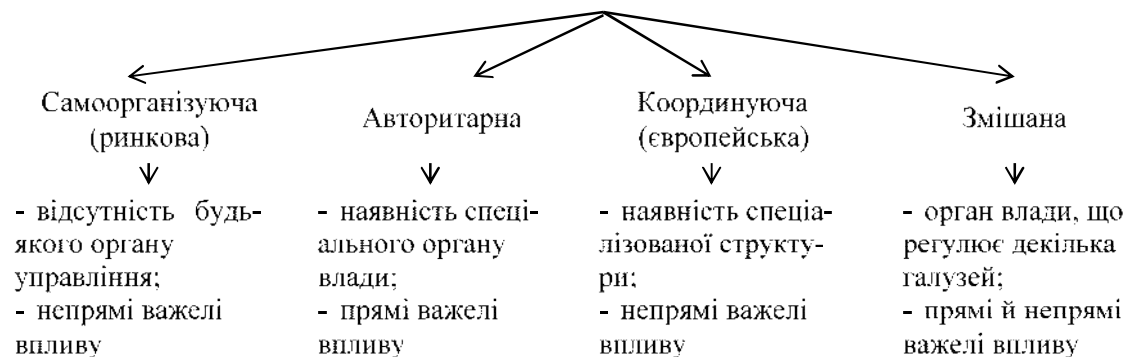 Самоорганізуюча
(ринкова)
Авторитарна
Координуюча
(європейська)
Змішана
- відсутність будь-
якого органу
управління;
- непрямі важелі
впливу
- наявність спеці-
ального органу
влади;
- прямі важелі
впливу
- наявність спеціа-
лізованої структу-
ри;
- непрямі важелі
впливу
- орган влади, що
регулює декілька
галузей;
- прямі й непрямі
важелі впливу